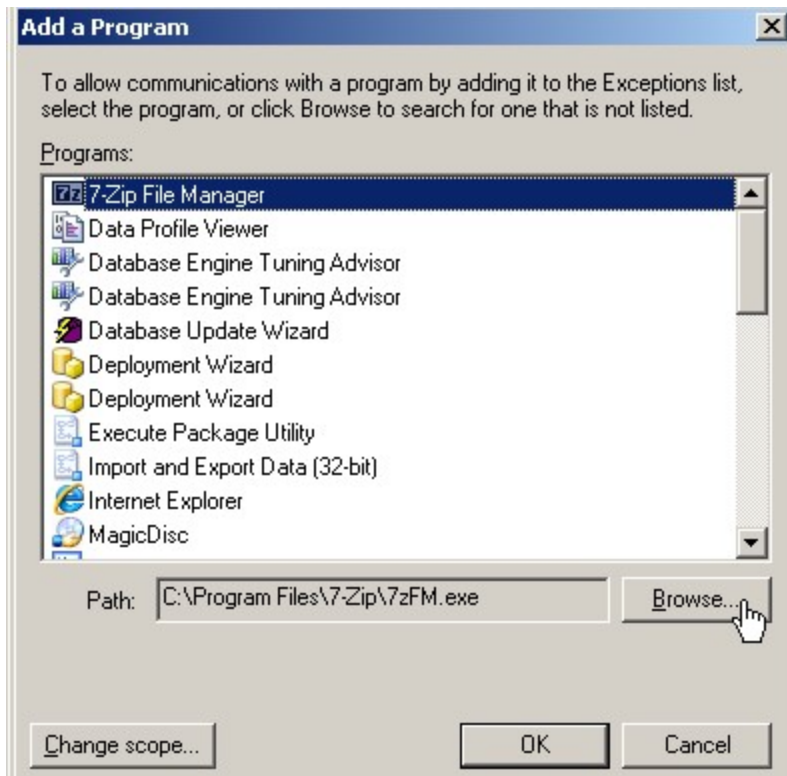 Add a Program
To allow communications with a program by adding it to the Exceptions list,
select the program, or click Browse to search for one that is not listed.
Programs:
7-Zip File Manager
Data Profile Viewer
Database Engine Tuning Advisor
Database Engine Tuning Advisor
Database Update Wizard
Deployment Wizard
Deployment Wizard
Execute Package Utility
Import and Export Data (32-bit)
Internet Explorer
MagicDisc
Path: C:\Program Files\7-Zip\7zFM.exe Browse...
Change scope... OK Cancel